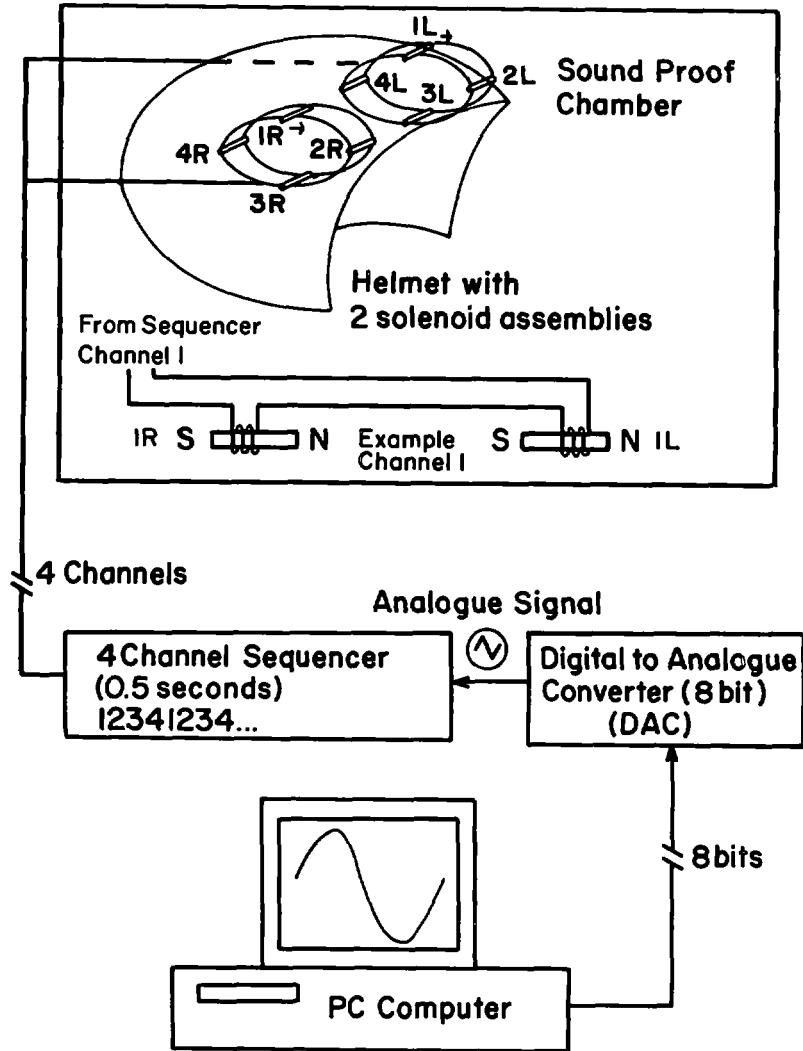 1L→
4L
3L
2L
Sound Proof
Chamber
1R→
4R
2R
3R
Helmet with
2 solenoid assemblies
From Sequencer
Channel 1
1R S N
Example
Channel 1
S N 1L
4 Channels
Analogue Signal
4 Channel Sequencer
(0.5 seconds)
12341234...
Digital to Analogue
Converter (8 bit)
(DAC)
8 bits
PC Computer